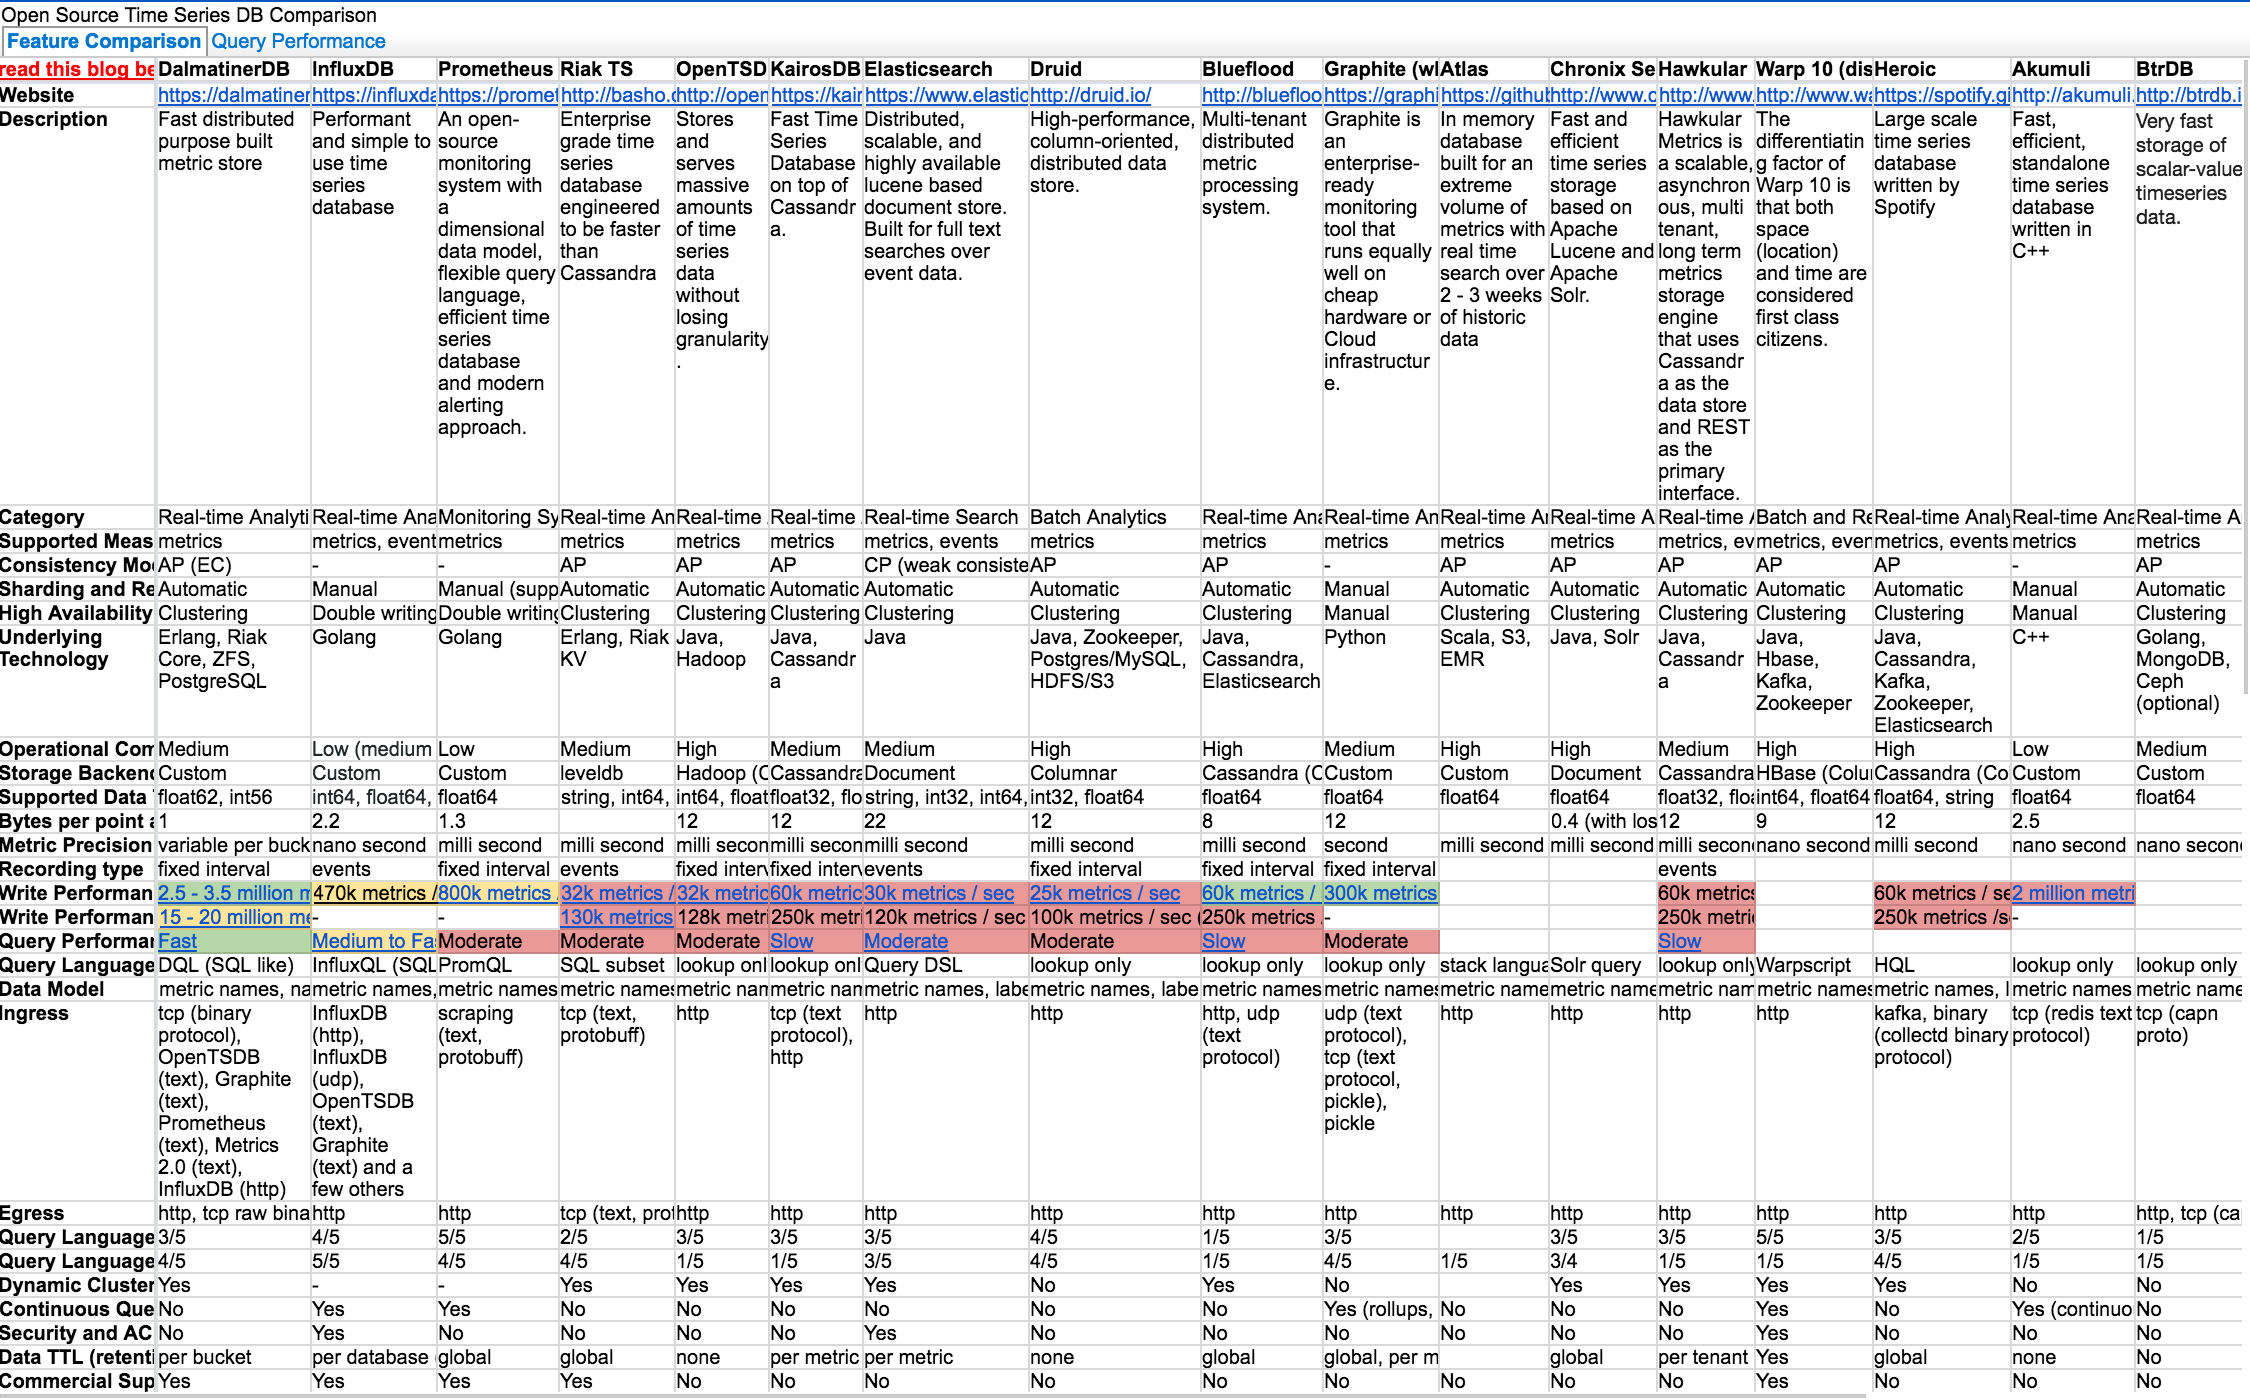 Open Source Time Series DB Comparison
Feature Comparison Query Performance
read this blog be DalmatinerDB InfluxDB Prometheus Riak TS OpenTSD KairosDB Elasticsearch Druid Blueflood Graphite (wl Atlas Chronix Se Hawkular Warp 10 (dis Heroic Akumuli BtrDB
Website https://dalmatiner https://influxda https://promet http://basho. http://open https://kair https://www.elastic http://druid.io/ http://bluefloo https://graphi https://githul http://www.c http://www http://www.wa https://spotify.gi http://akumuli. http://btrdb.i
Description
Fast distributed
purpose built
metric store
Performant
and simple to
use time
series
database
An open-
source
monitoring
system with
a
dimensional
data model,
flexible query
language,
efficient time
series
database
and modern
alerting
approach.
Enterprise
grade time
series
database
engineered
to be faster
than
Cassandra
Stores
and
serves
massive
amounts
of time
series
data
without
losing
granularity
.
Fast Time
Series
Database
on top of
Cassandr
a.
Distributed,
scalable, and
highly available
lucene based
document store.
Built for full text
searches over
event data.
High-performance,
column-oriented,
distributed data
store.
Multi-tenant
distributed
metric
processing
system.
Graphite is
an
enterprise-
ready
monitoring
tool that
runs equally
well on
cheap
hardware or
Cloud
infrastructur
e.
In memory
database
built for an
extreme
volume of
metrics with
real time
search over
2 - 3 weeks
of historic
data
Fast and
efficient
time series
storage
based on
Apache
Lucene and
Apache
Solr.
Hawkular
Metrics is
a scalable,
asynchron
ous, multi
tenant,
long term
metrics
storage
engine
that uses
Cassandr
a as the
data store
and REST
as the
primary
interface.
The
differentiatin
g factor of
Warp 10 is
that both
space
(location)
and time are
considered
first class
citizens.
Large scale
time series
database
written by
Spotify
Fast,
efficient,
standalone
time series
database
written in
C++
Very fast
storage of
scalar-value
timeseries
data.
Category Real-time Analyti Real-time Ana Monitoring Sy Real-time An Real-time Real-time Real-time Search Batch Analytics Real-time Ana Real-time An Real-time A Real-time A Real-time Batch and Re Real-time Analy Real-time Ana Real-time A
Supported Meas metrics metrics, event metrics metrics metrics metrics metrics, events metrics metrics metrics metrics metrics metrics, ev metrics, even metrics, events metrics metrics
Consistency Mo AP (EC) - - AP AP AP CP (weak consiste AP AP - AP AP AP AP AP - AP
Sharding and Re Automatic Manual Manual (supp Automatic Automatic Automatic Automatic Automatic Automatic Manual Automatic Automatic Automatic Automatic Automatic Manual Automatic
High Availability Clustering Double writing Double writing Clustering Clustering Clustering Clustering Clustering Clustering Manual Clustering Clustering Clustering Clustering Clustering Manual Clustering
Underlying
Technology
Erlang, Riak
Core, ZFS,
PostgreSQL
Golang
Golang
Erlang, Riak
KV
Java,
Hadoop
Java,
Cassandr
a
Java
Java, Zookeeper,
Postgres/MySQL,
HDFS/S3
Java,
Cassandra,
Elasticsearch
Python
Scala, S3,
EMR
Java, Solr
Java,
Cassandr
a
Java,
Hbase,
Kafka,
Zookeeper
Java,
Cassandra,
Kafka,
Zookeeper,
Elasticsearch
C++
Golang,
MongoDB,
Ceph
(optional)
Operational Com Medium Low (medium Low Medium High Medium Medium High High Medium High High Medium High High Low Medium
Storage Backend Custom Custom Custom leveldb Hadoop (C Cassandra Document Columnar Cassandra (C Custom Custom Document Cassandra HBase (Colu Cassandra (Co Custom Custom
Supported Data float62, int56 int64, float64, float64 string, int64, int64, float float32, flo string, int32, int64, int32, float64 float64 float64 float64 float64 float32, floa int64, float64 float64, string float64 float64
Bytes per point a 1 2.2 1.3 12 12 22 12 8 12 0.4 (with los 12 9 12 2.5
Metric Precision variable per buck nano second milli second milli second milli secon milli secon milli second milli second milli second second milli second milli second milli secon nano second milli second nano second nano secon
Recording type fixed interval events fixed interval events fixed inter fixed inter events fixed interval fixed interval fixed interval events
Write Performan 2.5 - 3.5 million m 470k metrics / 800k metrics 32k metrics / 32k metric 60k metric 30k metrics / sec 25k metrics / sec 60k metrics / 300k metrics 60k metrics 60k metrics / se 2 million metri
Write Performan 15 - 20 million me - - 130k metrics 128k metr 250k metr 120k metrics / sec 100k metrics / sec ( 250k metrics - 250k metri 250k metrics /s -
Query Performan Fast Medium to Fa Moderate Moderate Moderate Slow Moderate Moderate Slow Moderate Slow
Query Language DQL (SQL like) InfluxQL (SQL PromQL SQL subset lookup onl lookup onl Query DSL lookup only lookup only lookup only stack langua Solr query lookup only Warpscript HQL lookup only lookup only
Data Model metric names, na metric names, metric names metric names metric nam metric nam metric names, labe metric names, labe metric names metric names metric name metric name metric nam metric names metric names, l metric names metric name
Ingress
tcp (binary
protocol),
OpenTSDB
(text), Graphite
(text),
Prometheus
(text), Metrics
2.0 (text),
InfluxDB (http)
InfluxDB
(http),
InfluxDB
(udp),
OpenTSDB
(text),
Graphite
(text) and a
few others
scraping
(text,
protobuff)
tcp (text,
protobuff)
http
tcp (text
protocol),
http
http
http
http, udp
(text
protocol)
udp (text
protocol),
tcp (text
protocol,
pickle),
pickle
http
http
http
http
kafka, binary
(collectd binary
protocol)
tcp (redis text
protocol)
tcp (capn
proto)
Egress http, tcp raw bina http http tcp (text, prot http http http http http http http http http http http http http, tcp (ca
Query Language 3/5 4/5 5/5 2/5 3/5 3/5 3/5 4/5 1/5 3/5 3/5 3/5 5/5 3/5 2/5 1/5
Query Language 4/5 5/5 4/5 4/5 1/5 1/5 3/5 4/5 1/5 4/5 1/5 3/4 1/5 1/5 4/5 1/5 1/5
Dynamic Cluster Yes - - Yes Yes Yes Yes No Yes No Yes Yes Yes Yes No No
Continuous Que No Yes Yes No No No No No No Yes (rollups, No No No Yes No Yes (continuo No
Security and AC No Yes No No No No Yes No No No No No No Yes No No No
Data TTL (retenti per bucket per database global global none per metric per metric none global global, per m global per tenant Yes global none No
Commercial Sup Yes Yes Yes Yes No No No No No No No No No Yes No No No